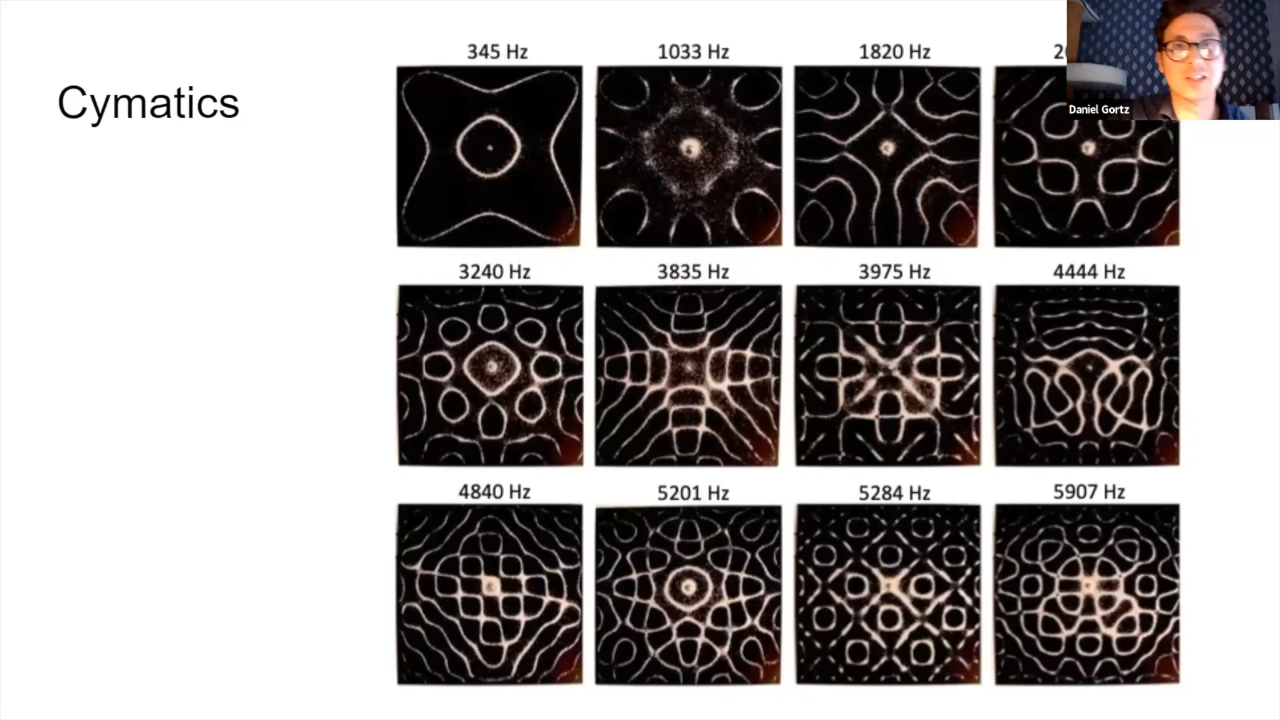 Cymatics
345 Hz
1033 Hz
1820 Hz
Daniel Gortz
3240 Hz
3835 Hz
3975 Hz
4444 Hz
4840 Hz
5201 Hz
5284 Hz
5907 Hz